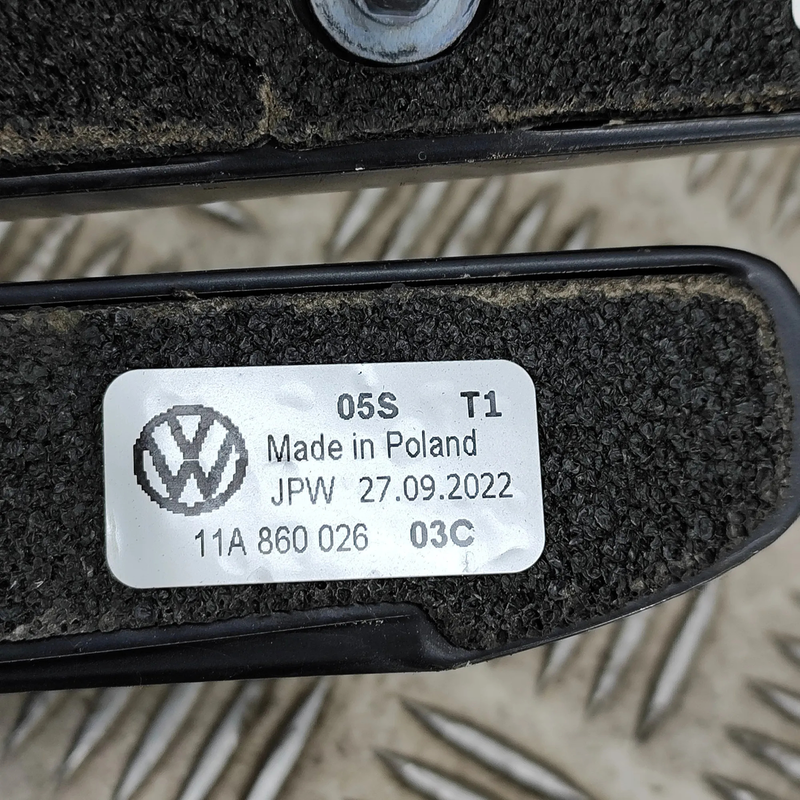 05S T1
Made in Poland
JPW 27.09.2022
11A 860 026 03C